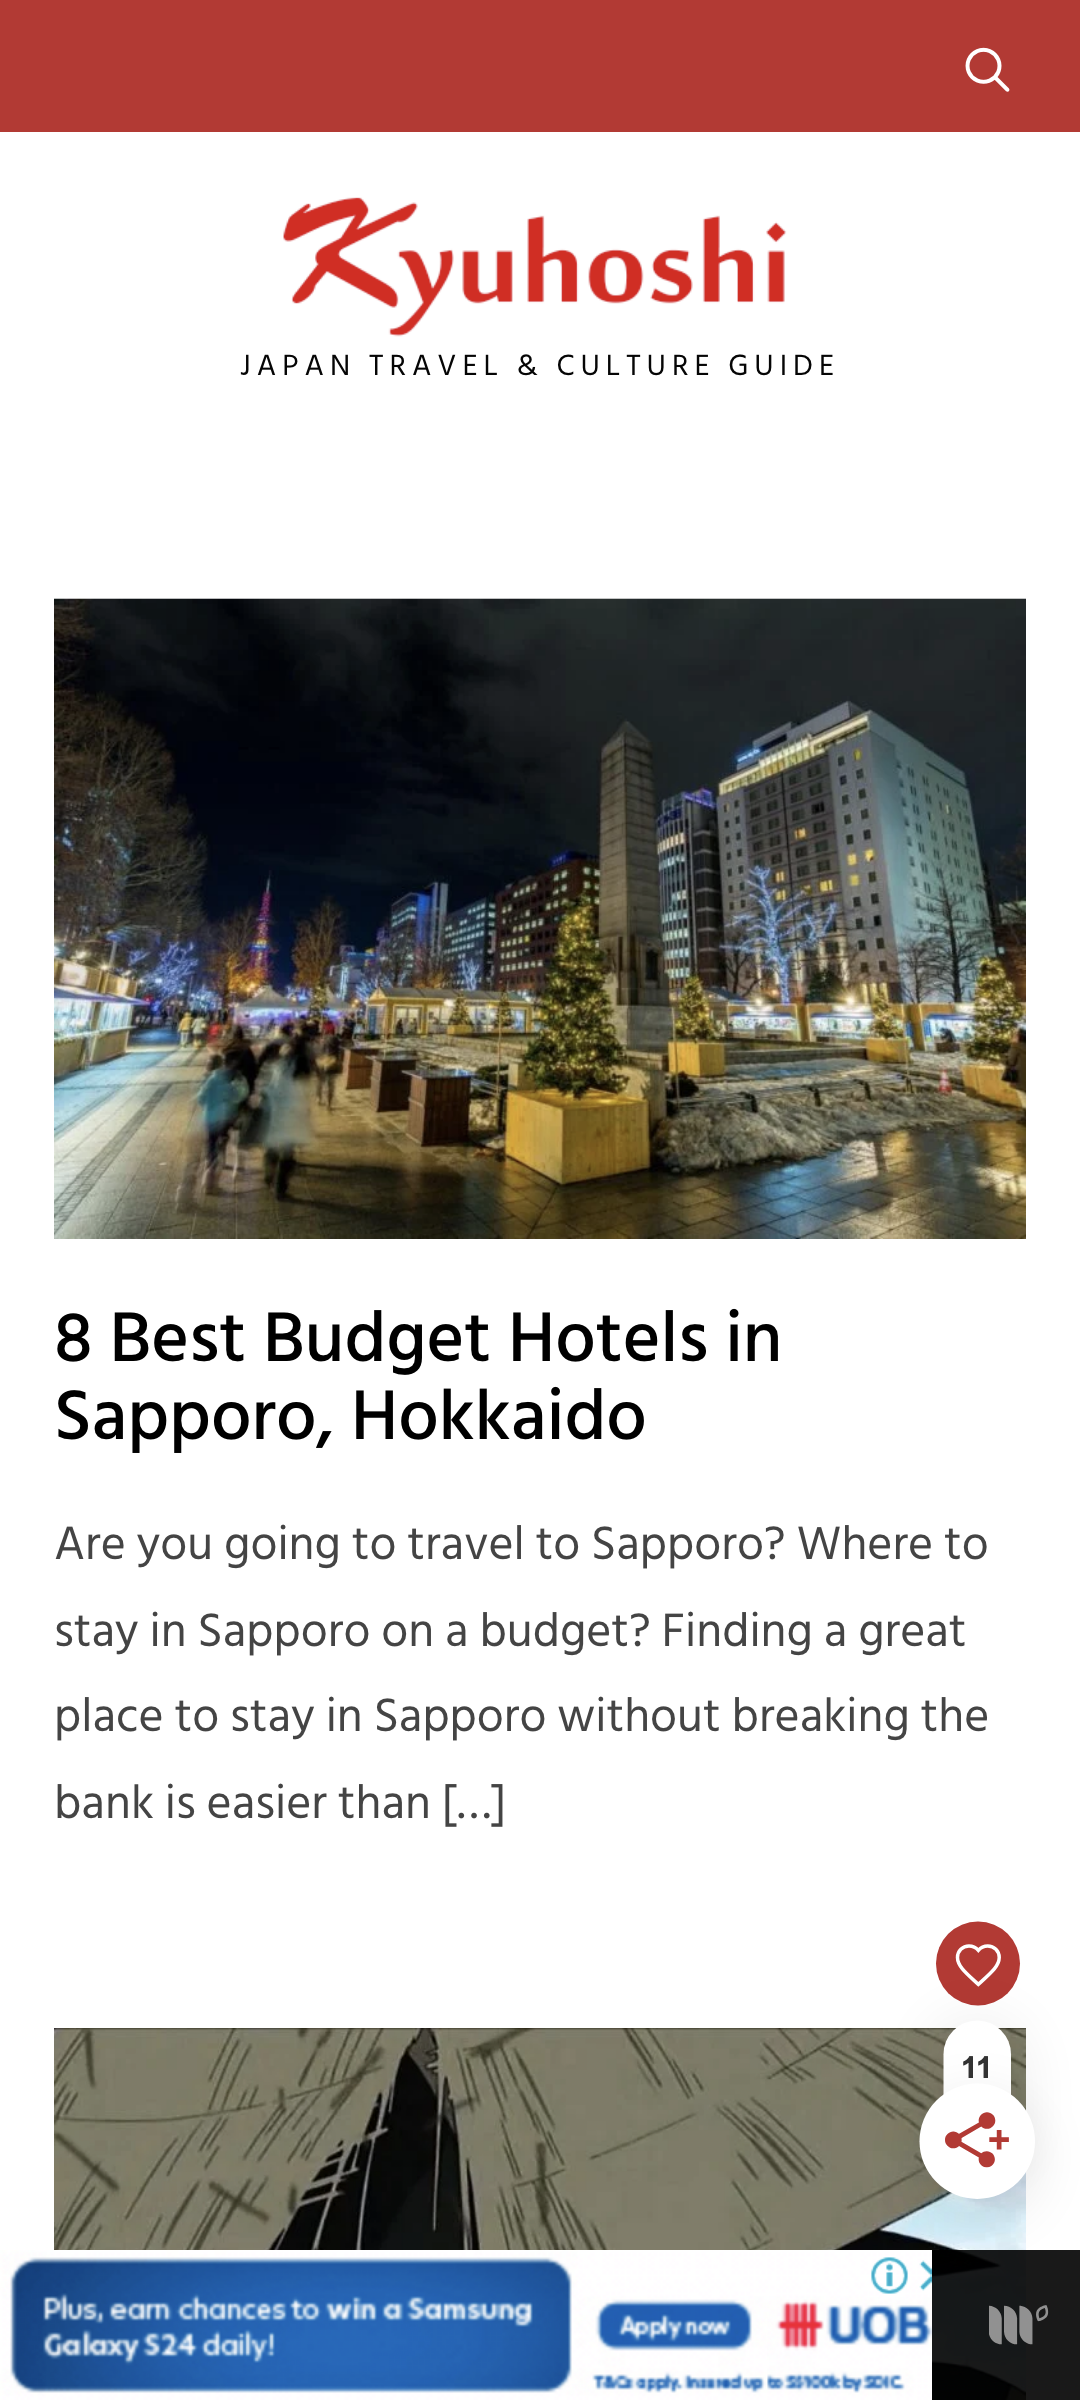 Kyuhoshi
JAPAN TRAVEL & CULTURE GUIDE
8 Best Budget Hotels in
Sapporo, Hokkaido
Are you going to travel to Sapporo? Where to
stay in Sapporo on a budget? Finding a great
place to stay in Sapporo without breaking the
bank is easier than […]
11
Plus, earn chances to win a Samsung
Galaxy S24 daily!
Apply now
UOB
T&Cs apply. Insured up to S$100k by SDIC.